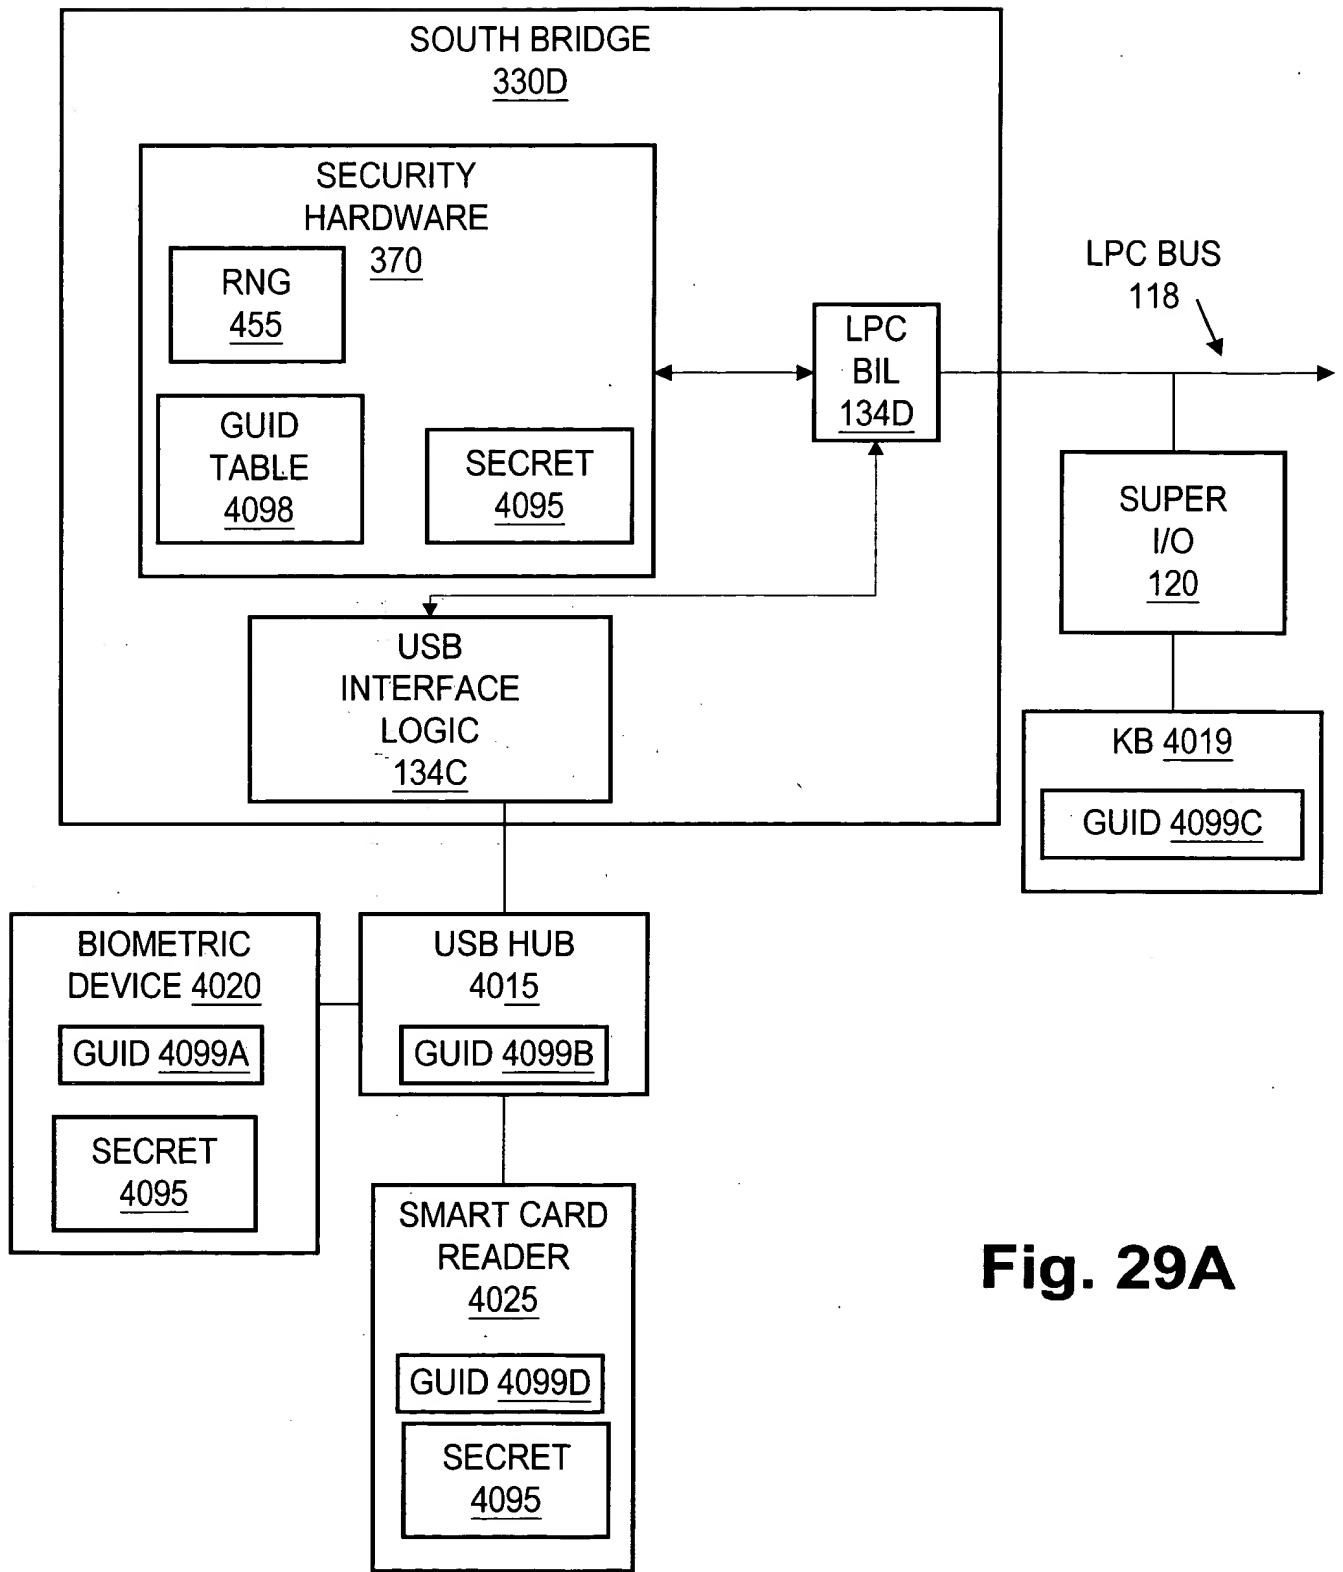 SOUTH BRIDGE
330D
SECURITY
HARDWARE
370
RNG
455
GUID
TABLE
4098
SECRET
4095
LPC
BIL
134D
LPC BUS
118
SUPER
I/O
120
USB
INTERFACE
LOGIC
134C
KB 4019
GUID 4099C
BIOMETRIC
DEVICE 4020
GUID 4099A
SECRET
4095
USB HUB
4015
GUID 4099B
SMART CARD
READER
4025
GUID 4099D
SECRET
4095
Fig. 29A